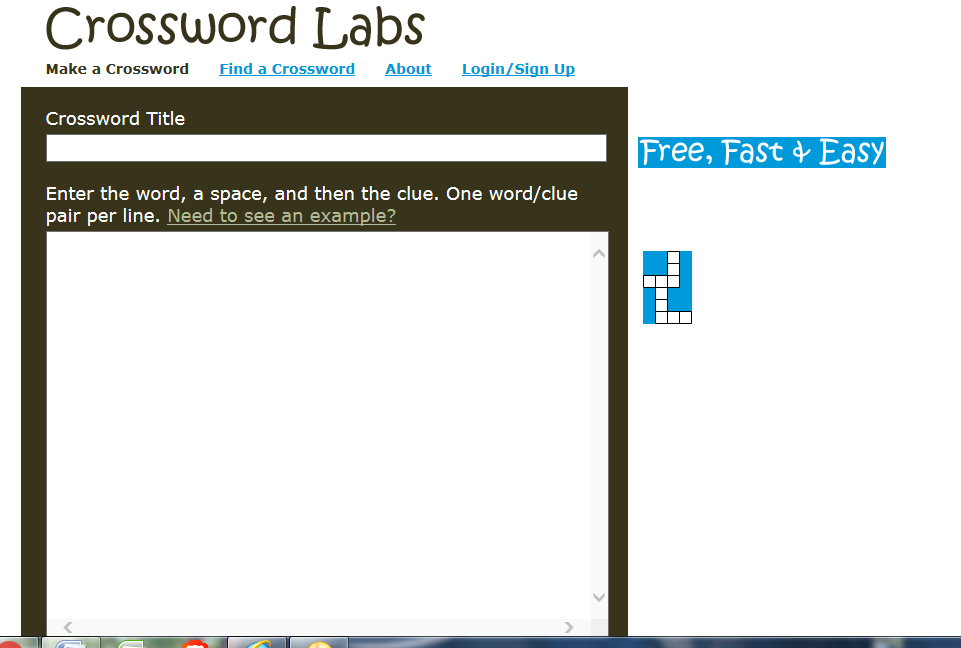 Crossword Labs
Make a Crossword Find a Crossword About Login/Sign Up
Crossword Title
Free, Fast & Easy
Enter the word, a space, and then the clue. One word/clue
pair per line. Need to see an example?